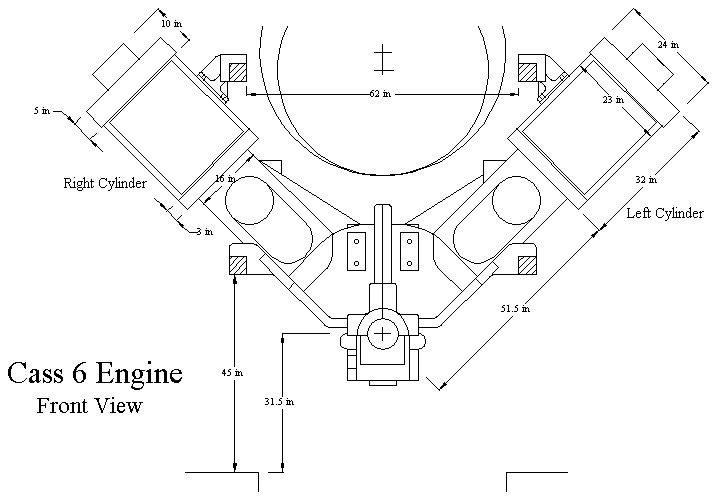 10 in
24 in
62 in
23 in
5 in
16 in
32 in
Right Cylinder
Left Cylinder
3 in
51.5 in
Cass 6 Engine
45 in
31.5 in
Front View